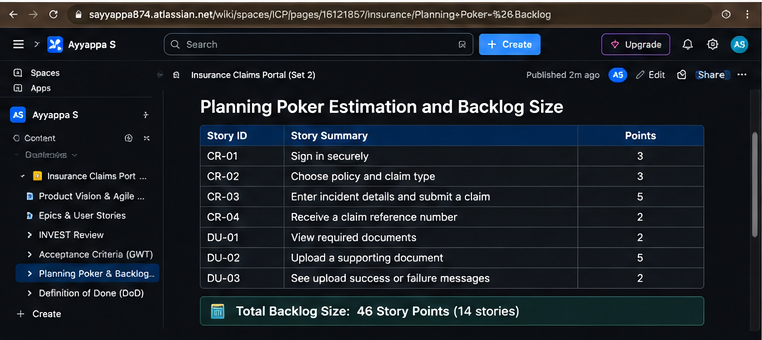 sayyappa874.atlassian.net/wiki/spaces/ICP/pages/16121857/insurance/Planning+Poker-%26Backlog
Ayyappa S
Search
+ Create
Upgrade
AS
Spaces
Apps
Insurance Claims Portal (Set 2)
Published 2m ago
AS
Edit
Share
AS Ayyappa S
Content
Insurance Claims Port ...
Product Vision & Agile ...
Epics & User Stories
INVEST Review
Acceptance Criteria (GWT)
Planning Poker & Backlog...
Definition of Done (DoD)
+ Create
Planning Poker Estimation and Backlog Size
Story ID Story Summary Points
CR-01 Sign in securely 3
CR-02 Choose policy and claim type 3
CR-03 Enter incident details and submit a claim 5
CR-04 Receive a claim reference number 2
DU-01 View required documents 2
DU-02 Upload a supporting document 5
DU-03 See upload success or failure messages 2
Total Backlog Size: 46 Story Points (14 stories)